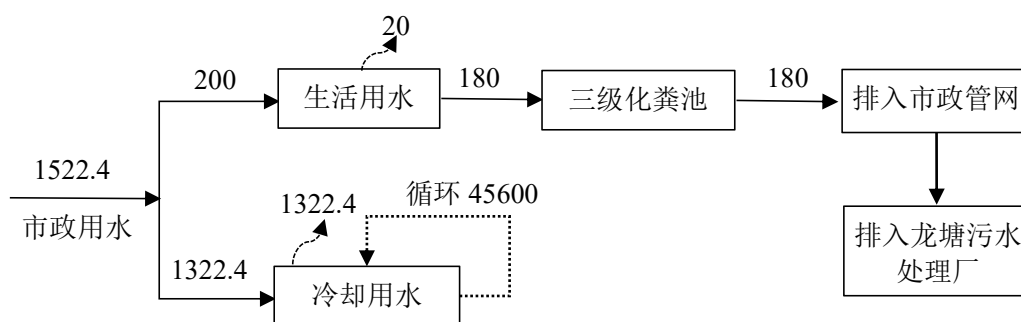 20
200
生活用水
180
三级化粪池
180
排入市政管网
1522.4
市政用水
1322.4
循环 45600
1322.4
冷却用水
排入龙塘污水
处理厂